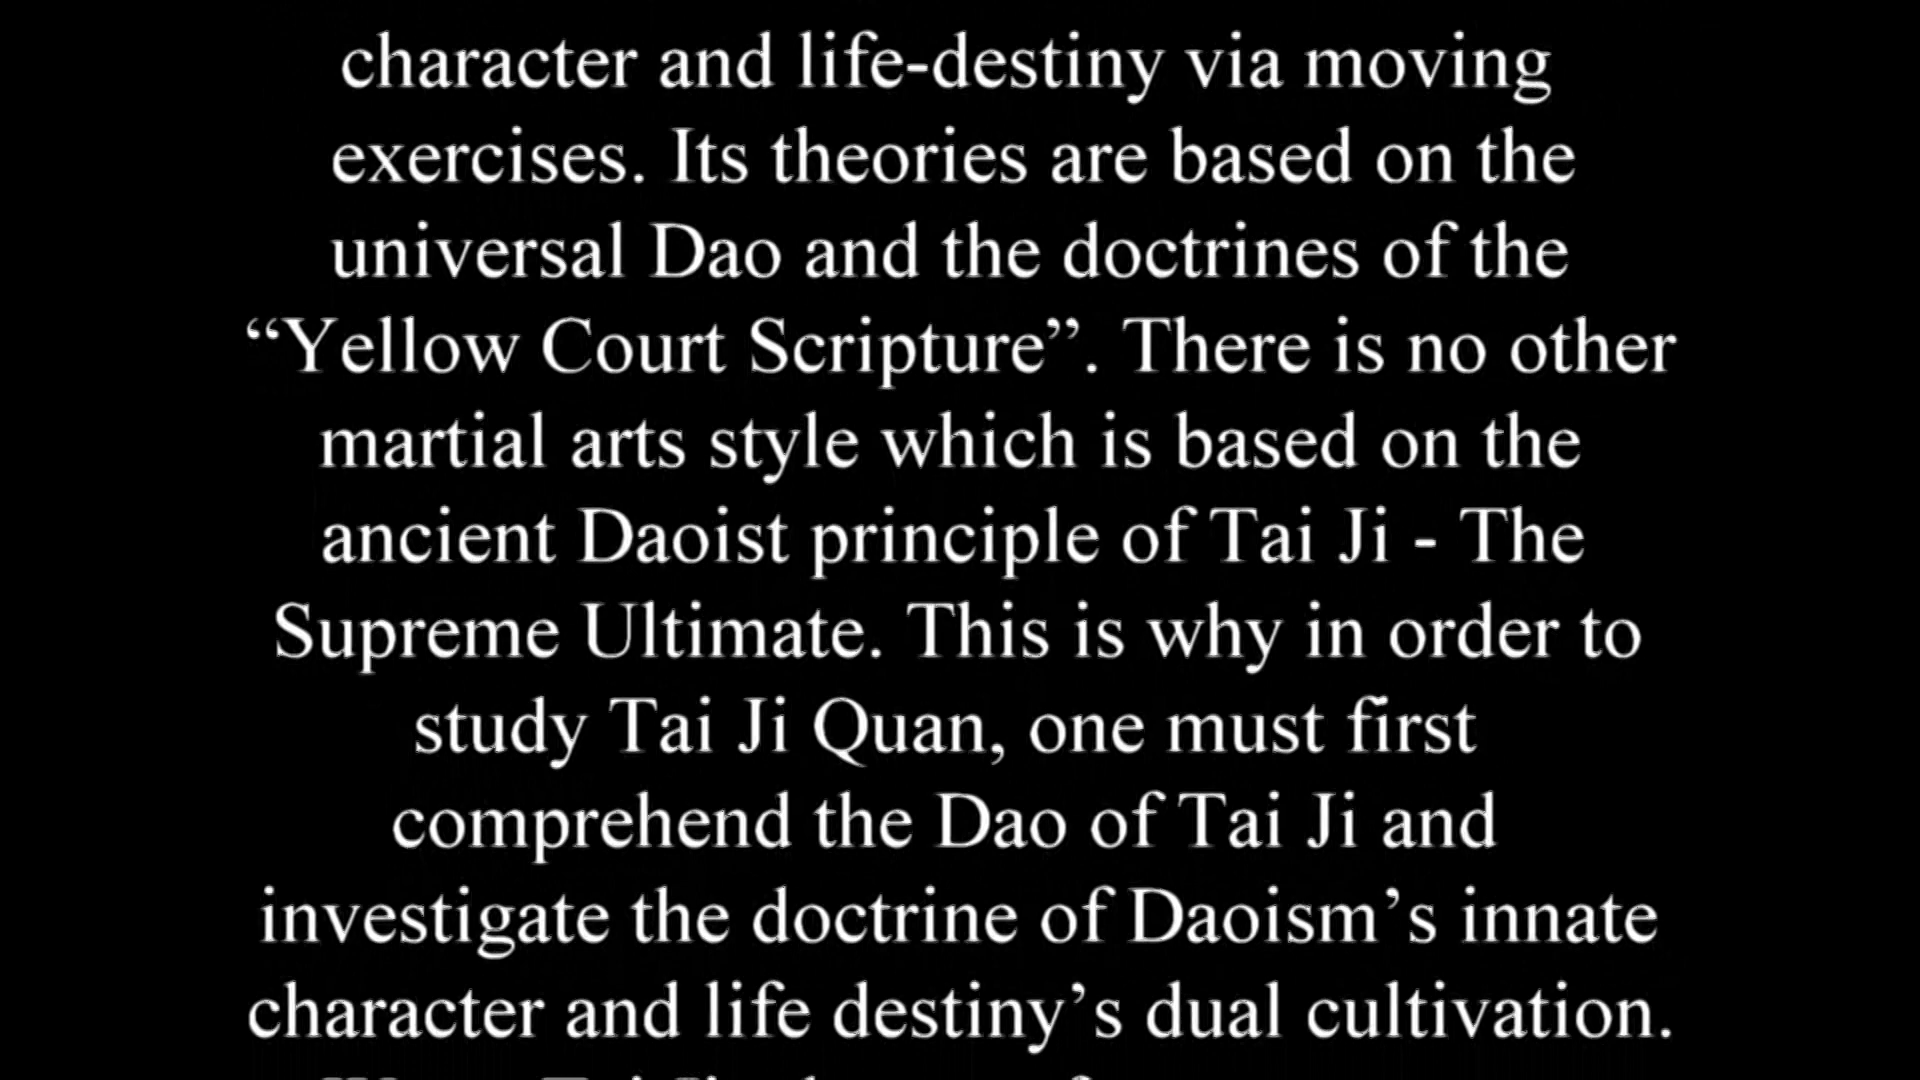 character and life-destiny via moving
exercises. Its theories are based on the
universal Dao and the doctrines of the
“Yellow Court Scripture”. There is no other
martial arts style which is based on the
ancient Daoist principle of Tai Ji - The
Supreme Ultimate. This is why in order to
study Tai Ji Quan, one must first
comprehend the Dao of Tai Ji and
investigate the doctrine of Daoism’s innate
character and life destiny’s dual cultivation.